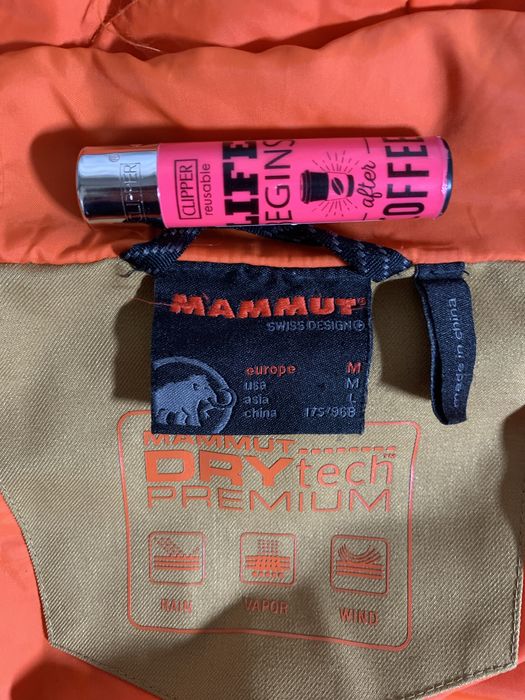 CLIPPER
CLIPPER
reusable
LIFE
BEGINS
after
COFFEE
MAMMUT
SWISS DESIGN
europe M
usa M
asia L
china 175/96B
made in china
MAMMUT
DRYtech™
PREMIUM
RAIN VAPOR WIND